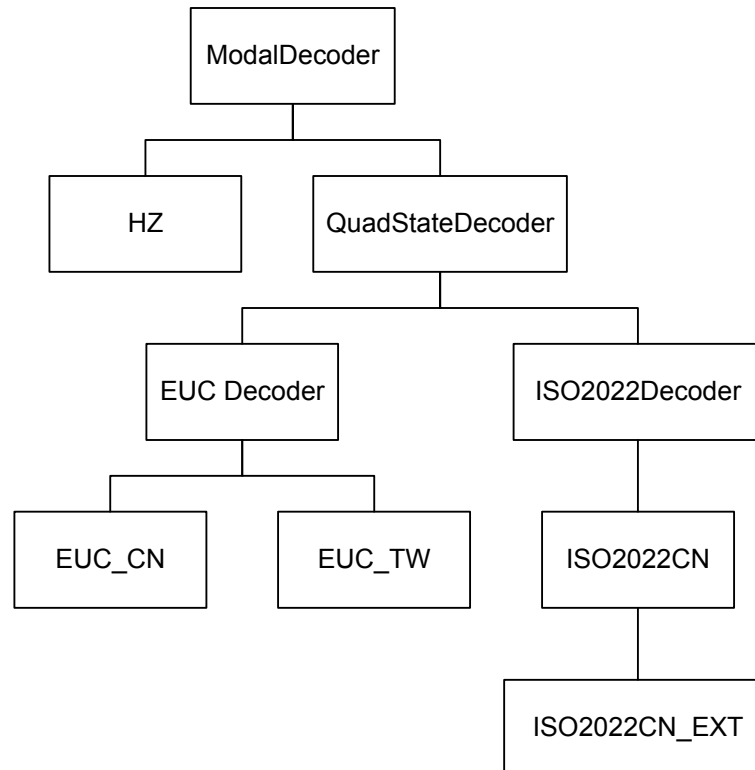 ModalDecoder
HZ
QuadStateDecoder
EUC Decoder
ISO2022Decoder
EUC_CN
EUC_TW
ISO2022CN
ISO2022CN_EXT